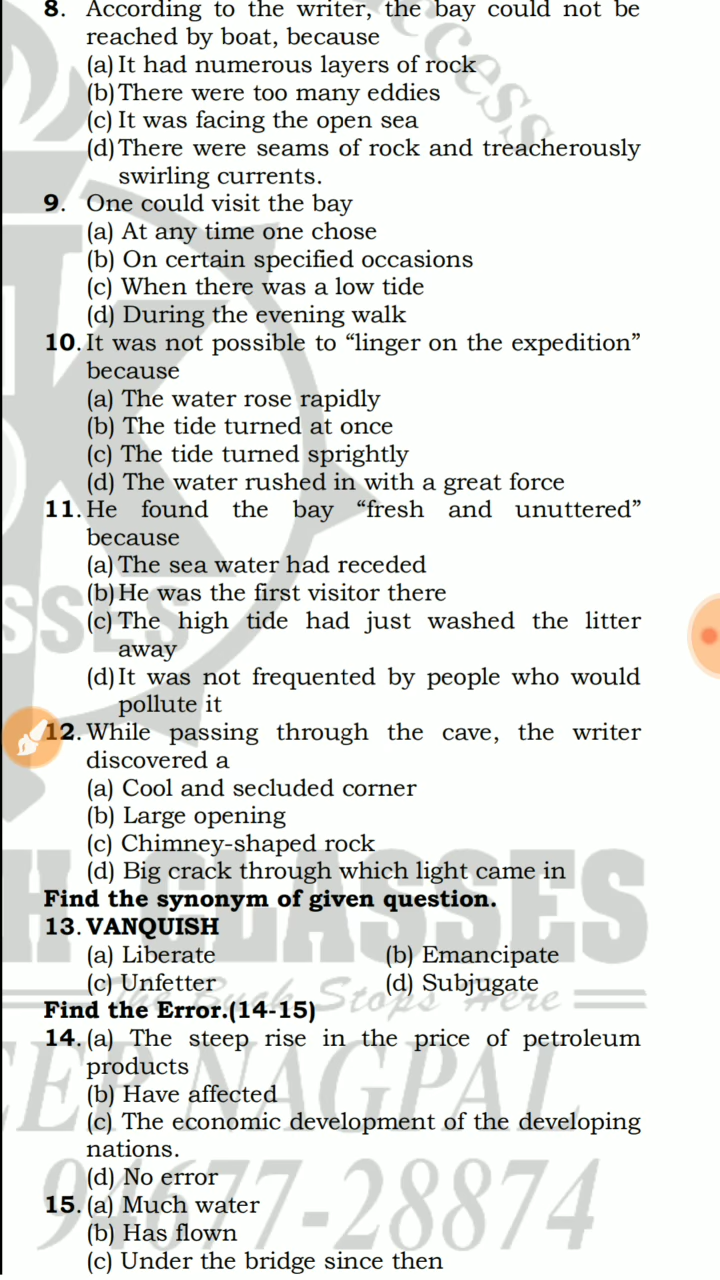 8. According to the writer, the bay could not be
reached by boat, because
(a) It had numerous layers of rock
(b) There were too many eddies
(c) It was facing the open sea
(d) There were seams of rock and treacherously
swirling currents.
9. One could visit the bay
(a) At any time one chose
(b) On certain specified occasions
(c) When there was a low tide
(d) During the evening walk
10. It was not possible to “linger on the expedition”
because
(a) The water rose rapidly
(b) The tide turned at once
(c) The tide turned sprightly
(d) The water rushed in with a great force
11. He found the bay “fresh and unuttered”
because
(a) The sea water had receded
(b) He was the first visitor there
(c) The high tide had just washed the litter
away
(d) It was not frequented by people who would
pollute it
12. While passing through the cave, the writer
discovered a
(a) Cool and secluded corner
(b) Large opening
(c) Chimney-shaped rock
(d) Big crack through which light came in
Find the synonym of given question.
13. VANQUISH
(a) Liberate (b) Emancipate
(c) Unfetter (d) Subjugate
Find the Error.(14-15)
14. (a) The steep rise in the price of petroleum
products
(b) Have affected
(c) The economic development of the developing
nations.
(d) No error
15. (a) Much water
(b) Has flown
(c) Under the bridge since then
CLASSES
Stops Here
NAGPAL
94677-28874